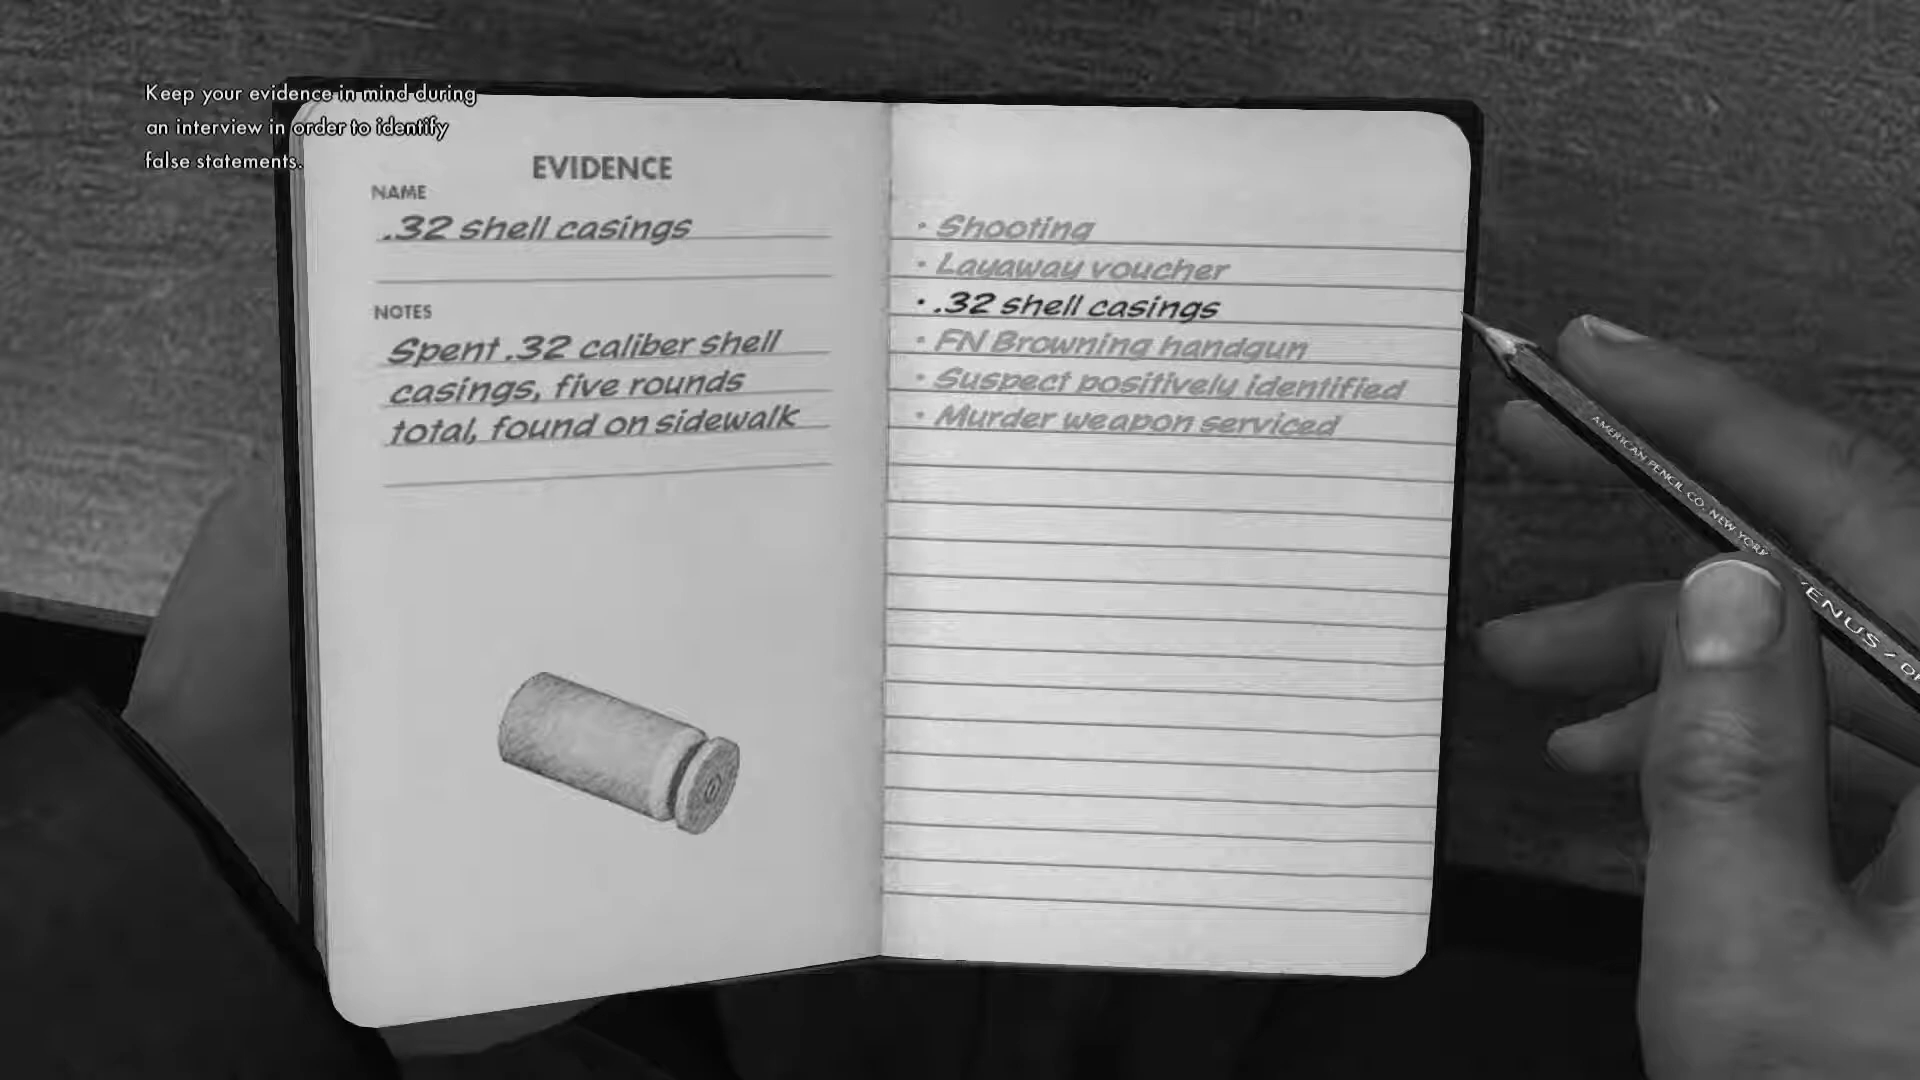 Keep your evidence in mind during
an interview in order to identify
false statements.
EVIDENCE
NAME
.32 shell casings
NOTES
Spent .32 caliber shell
casings, five rounds
total, found on sidewalk
• Shooting
• Layaway voucher
• .32 shell casings
• FN Browning handgun
• Suspect positively identified
• Murder weapon serviced
AMERICAN PENCIL CO. NEW YORK